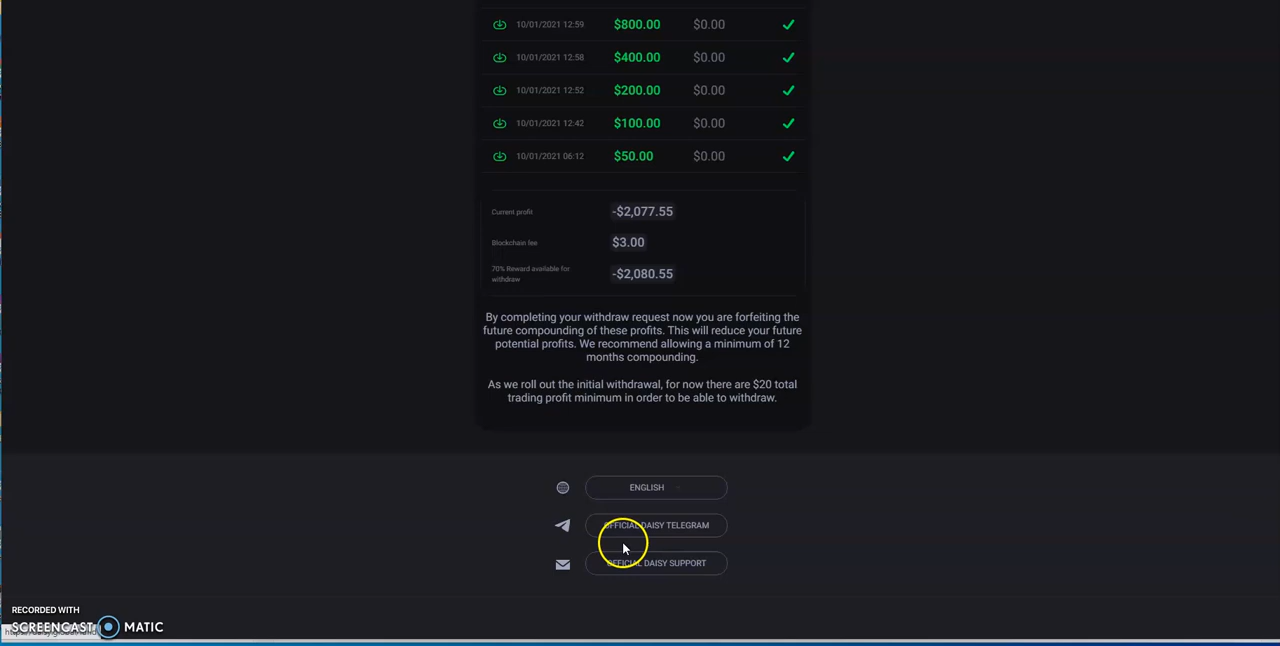 10/01/2021 12:59 $800.00 $0.00
10/01/2021 12:58 $400.00 $0.00
10/01/2021 12:52 $200.00 $0.00
10/01/2021 12:42 $100.00 $0.00
10/01/2021 06:12 $50.00 $0.00
Current profit -$2,077.55
Blockchain fee $3.00
70% Reward available for
withdraw -$2,080.55
By completing your withdraw request now you are forfeiting the
future compounding of these profits. This will reduce your future
potential profits. We recommend allowing a minimum of 12
months compounding.
As we roll out the initial withdrawal, for now there are $20 total
trading profit minimum in order to be able to withdraw.
ENGLISH
OFFICIAL DAISY TELEGRAM
OFFICIAL DAISY SUPPORT
RECORDED WITH
SCREENCAST MATIC